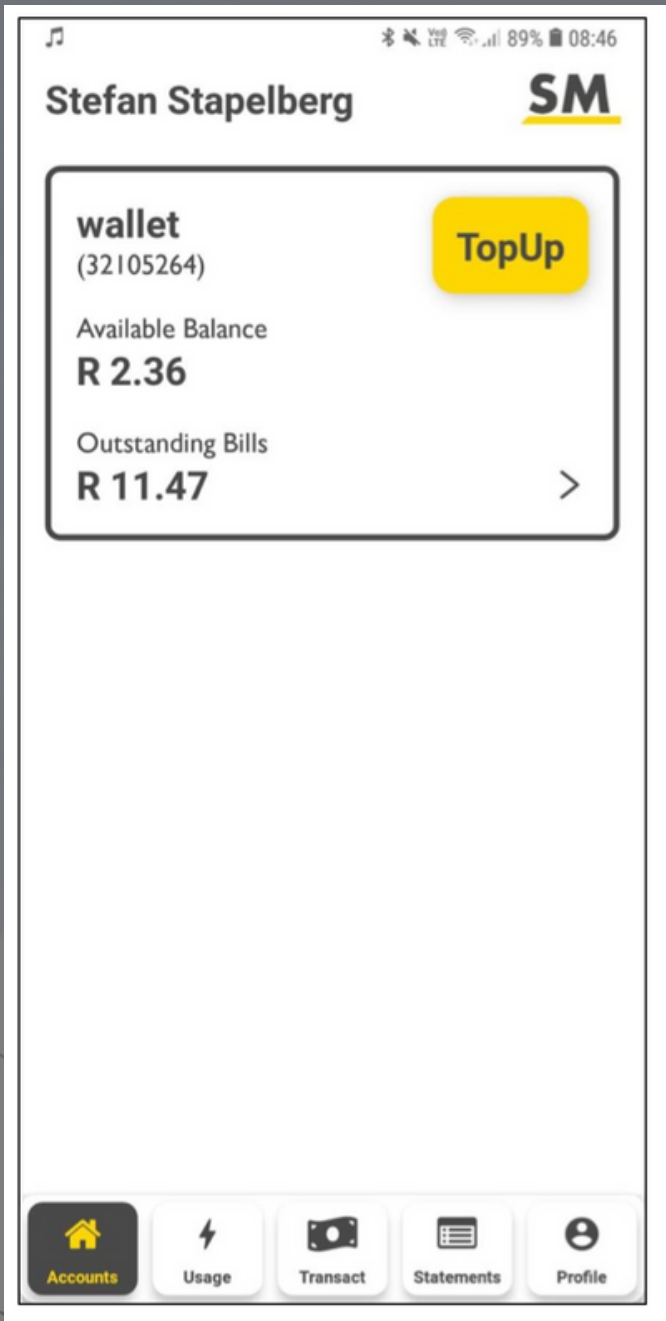 89% 08:46
Stefan Stapelberg
SM
wallet
TopUp
(32105264)
Available Balance
R 2.36
Outstanding Bills
R 11.47
Accounts Usage Transact Statements Profile